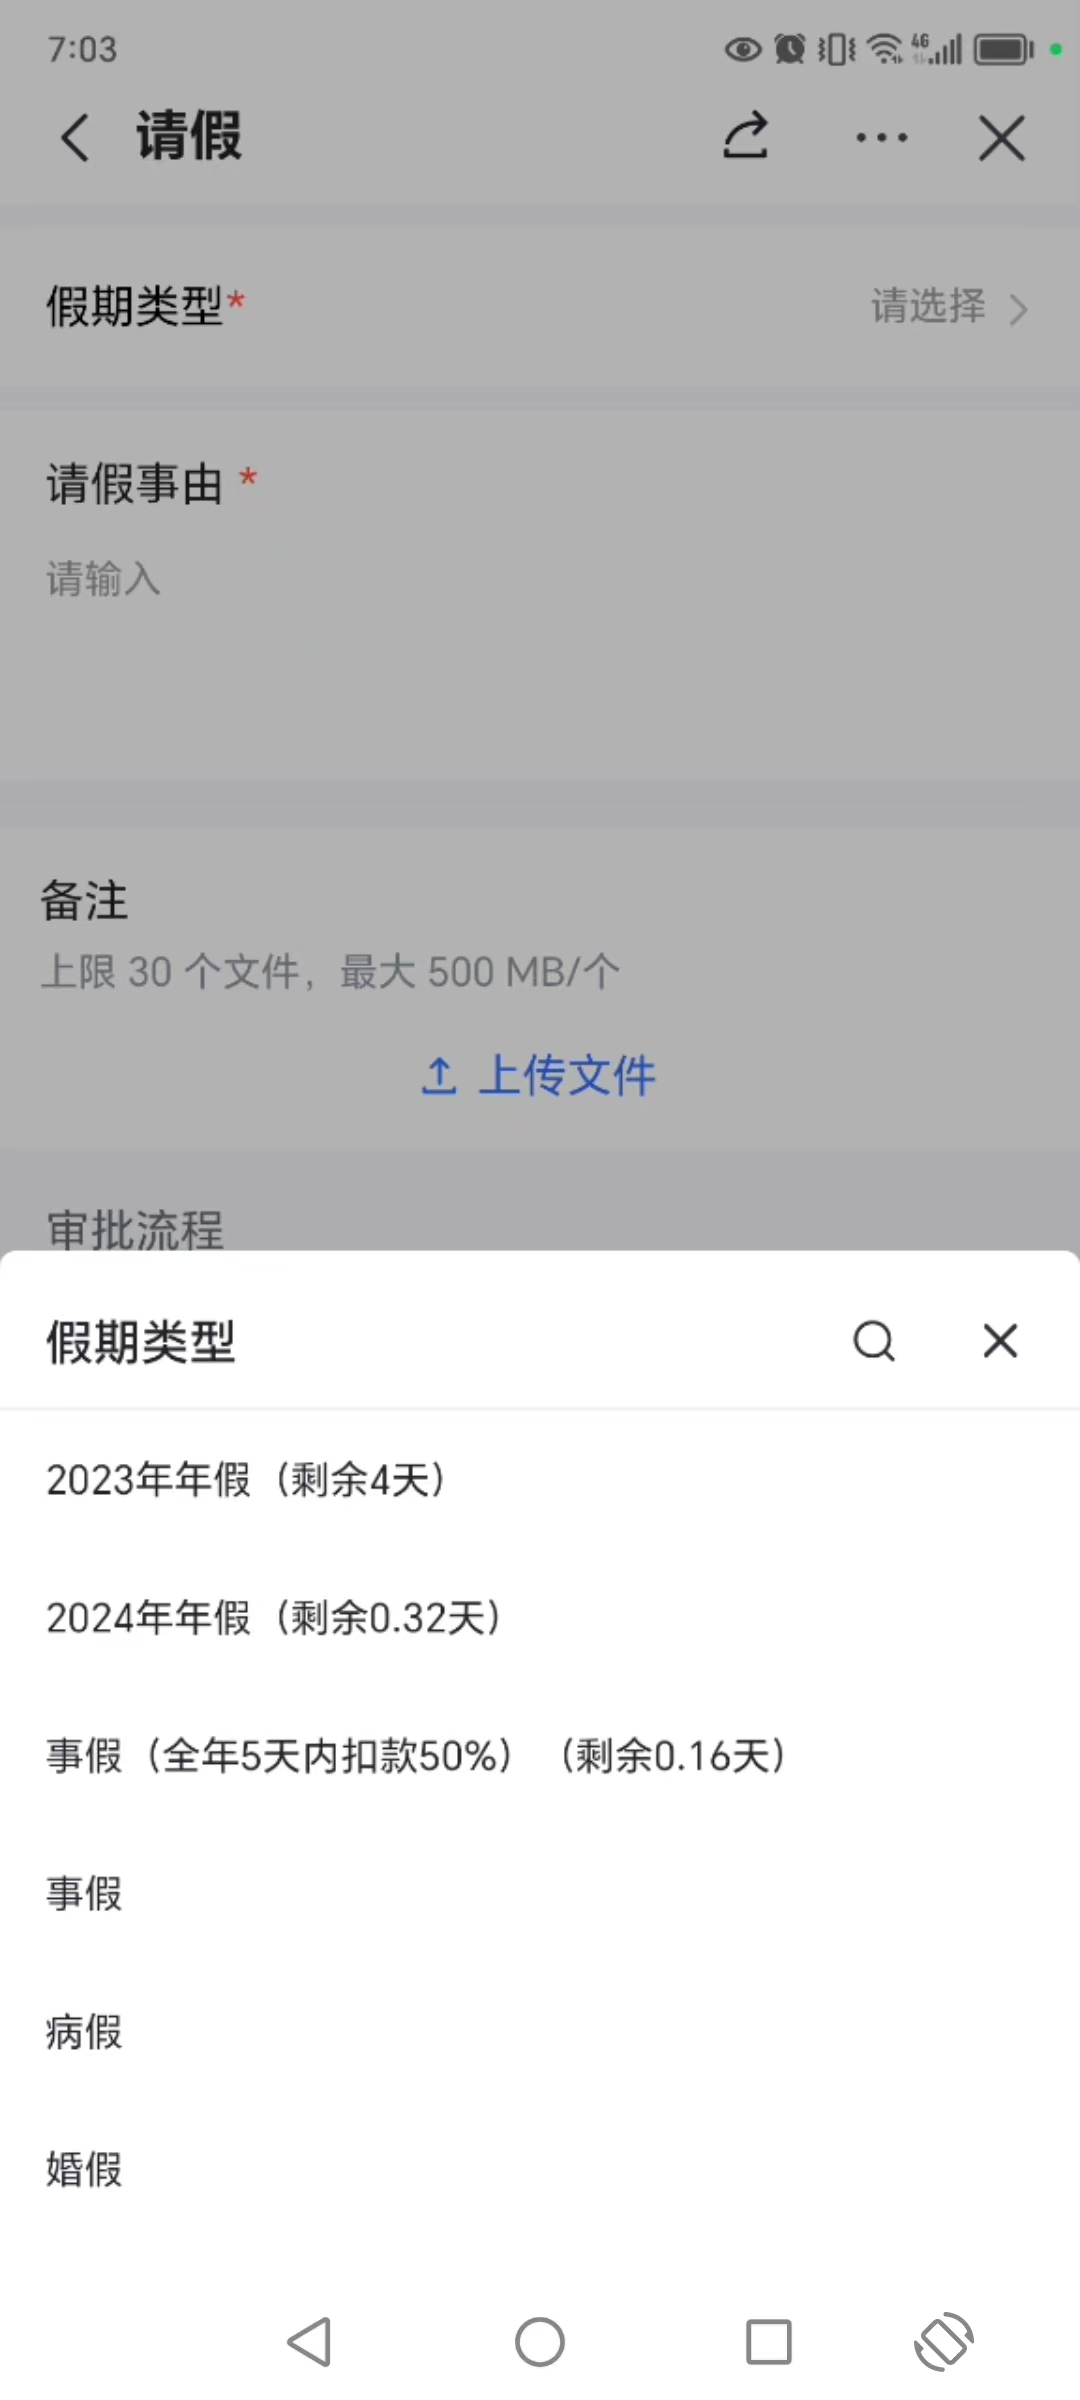 7:03
4G
请假
假期类型*
请选择
请假事由 *
请输入
备注
上限 30 个文件，最大 500 MB/个
上传文件
审批流程
假期类型
2023年年假（剩余4天）
2024年年假（剩余0.32天）
事假（全年5天内扣款50%）（剩余0.16天）
事假
病假
婚假